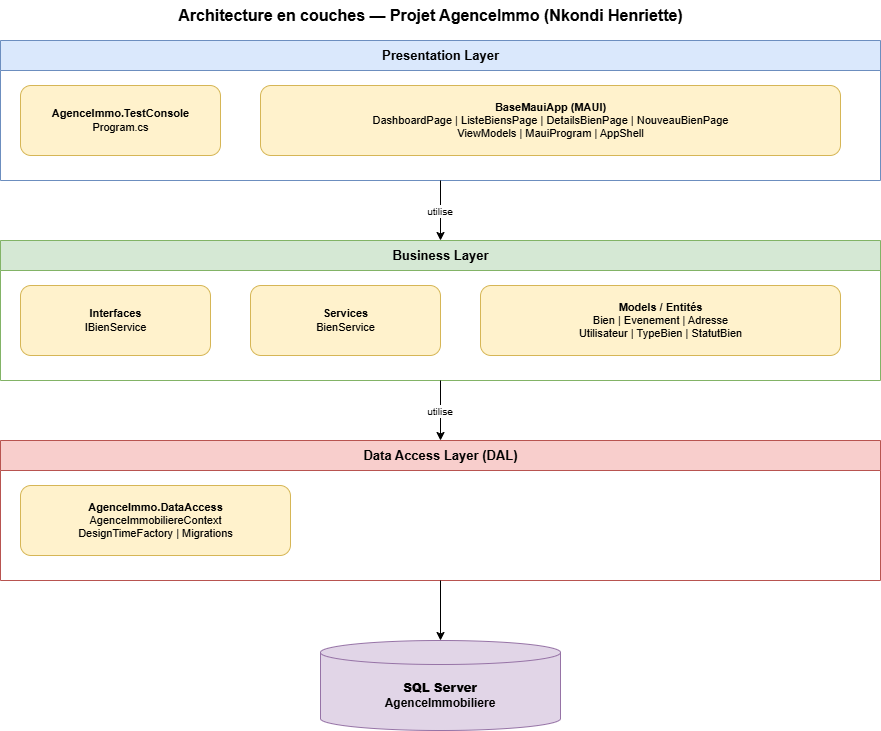 Architecture en couches — Projet AgenceImmo (Nkondi Henriette)
Presentation Layer
AgenceImmo.TestConsole
Program.cs
BaseMauiApp (MAUI)
DashboardPage | ListeBiensPage | DetailsBienPage | NouveauBienPage
ViewModels | MauiProgram | AppShell
utilise
Business Layer
Interfaces
IBienService
Services
BienService
Models / Entités
Bien | Evenement | Adresse
Utilisateur | TypeBien | StatutBien
utilise
Data Access Layer (DAL)
AgenceImmo.DataAccess
AgenceImmobiliereContext
DesignTimeFactory | Migrations
SQL Server
AgenceImmobiliere